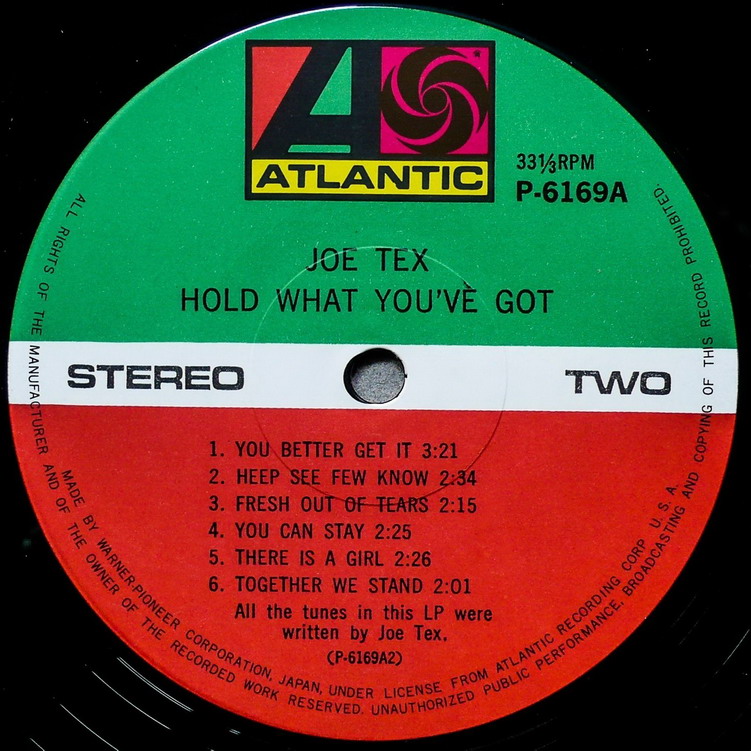 ATLANTIC
33⅓RPM
P-6169A
JOE TEX
HOLD WHAT YOU'VE GOT
STEREO
TWO
1. YOU BETTER GET IT 3:21
2. HEEP SEE FEW KNOW 2:34
3. FRESH OUT OF TEARS 2:15
4. YOU CAN STAY 2:25
5. THERE IS A GIRL 2:26
6. TOGETHER WE STAND 2:01
All the tunes in this LP were
written by Joe Tex.
(P-6169A2)
MADE BY WARNER-PIONEER CORPORATION, JAPAN, UNDER LICENSE FROM ATLANTIC RECORDING CORP U.S.A.
ALL RIGHTS OF THE MANUFACTURER AND OF THE OWNER OF THE RECORDED WORK RESERVED. UNAUTHORIZED PUBLIC PERFORMANCE, BROADCASTING AND COPYING OF THIS RECORD PROHIBITED.